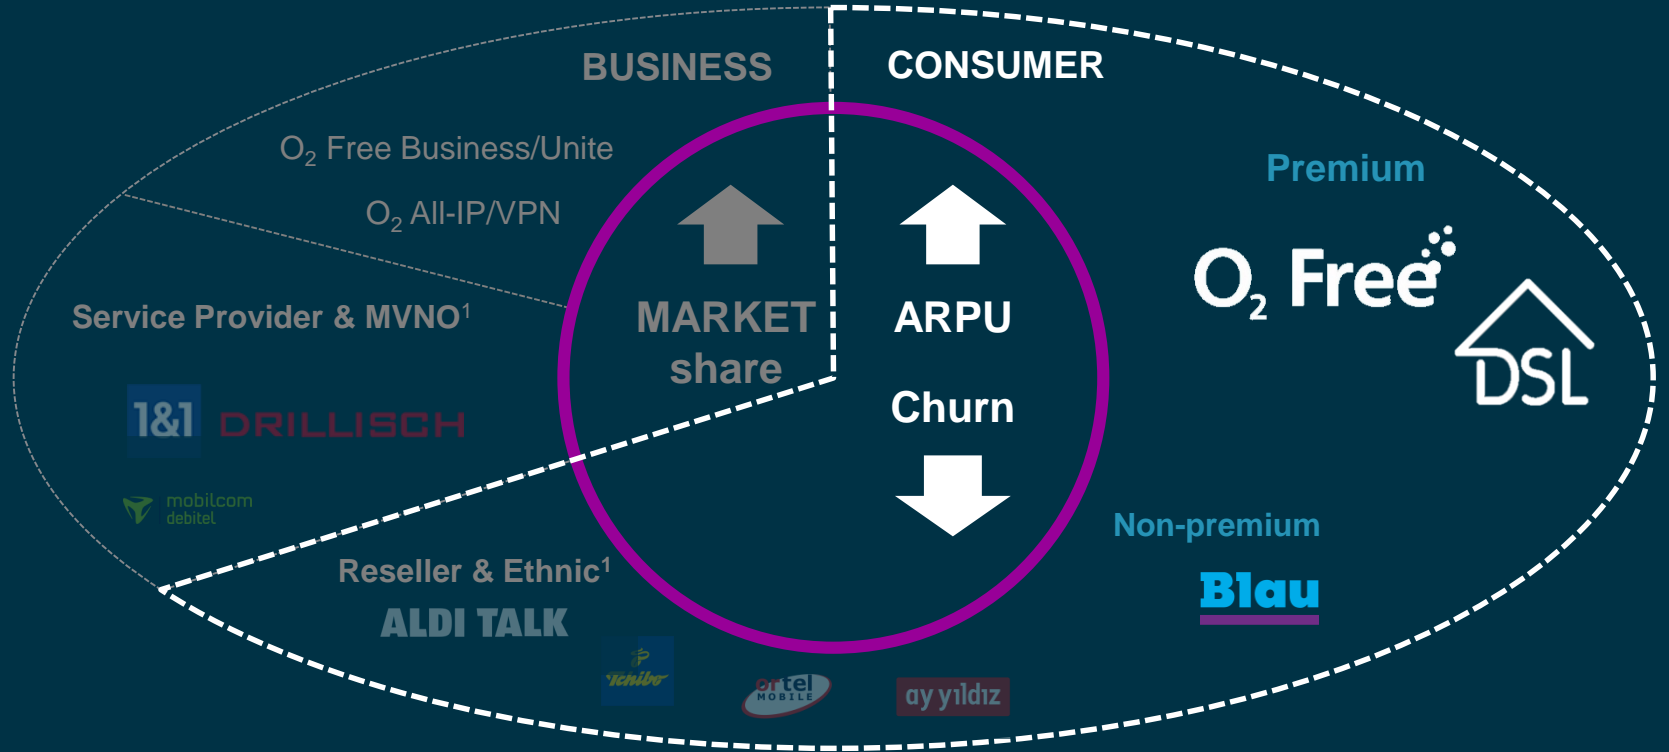 BUSINESS
CONSUMER
O₂ Free Business/Unite
O₂ All-IP/VPN
Service Provider & MVNO¹
1&1 DRILLISCH
mobilcom
debitel
MARKET
share
ARPU
Churn
Premium
O₂ Free
DSL
Non-premium
Blau
Reseller & Ethnic¹
ALDI TALK
Tchibo
ortel
MOBILE
ay yıldız